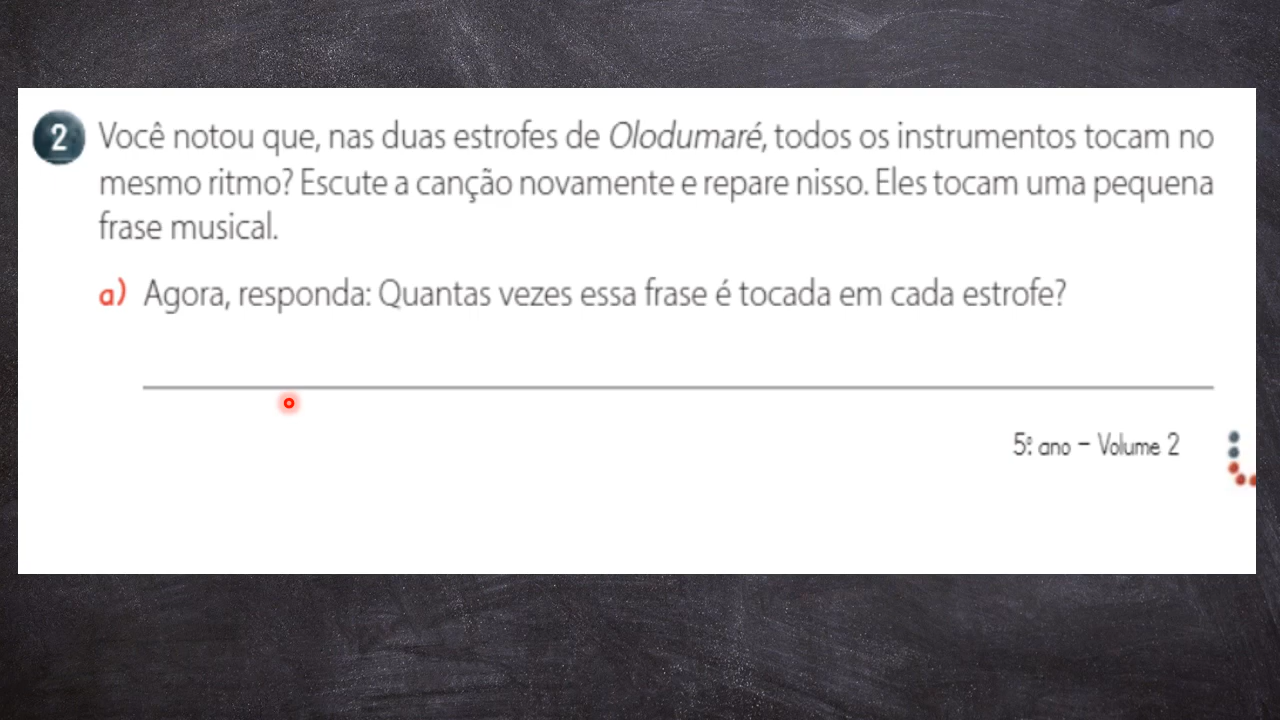 2 Você notou que, nas duas estrofes de Olodumaré, todos os instrumentos tocam no
mesmo ritmo? Escute a canção novamente e repare nisso. Eles tocam uma pequena
frase musical.
a) Agora, responda: Quantas vezes essa frase é tocada em cada estrofe?
5º. ano – Volume 2